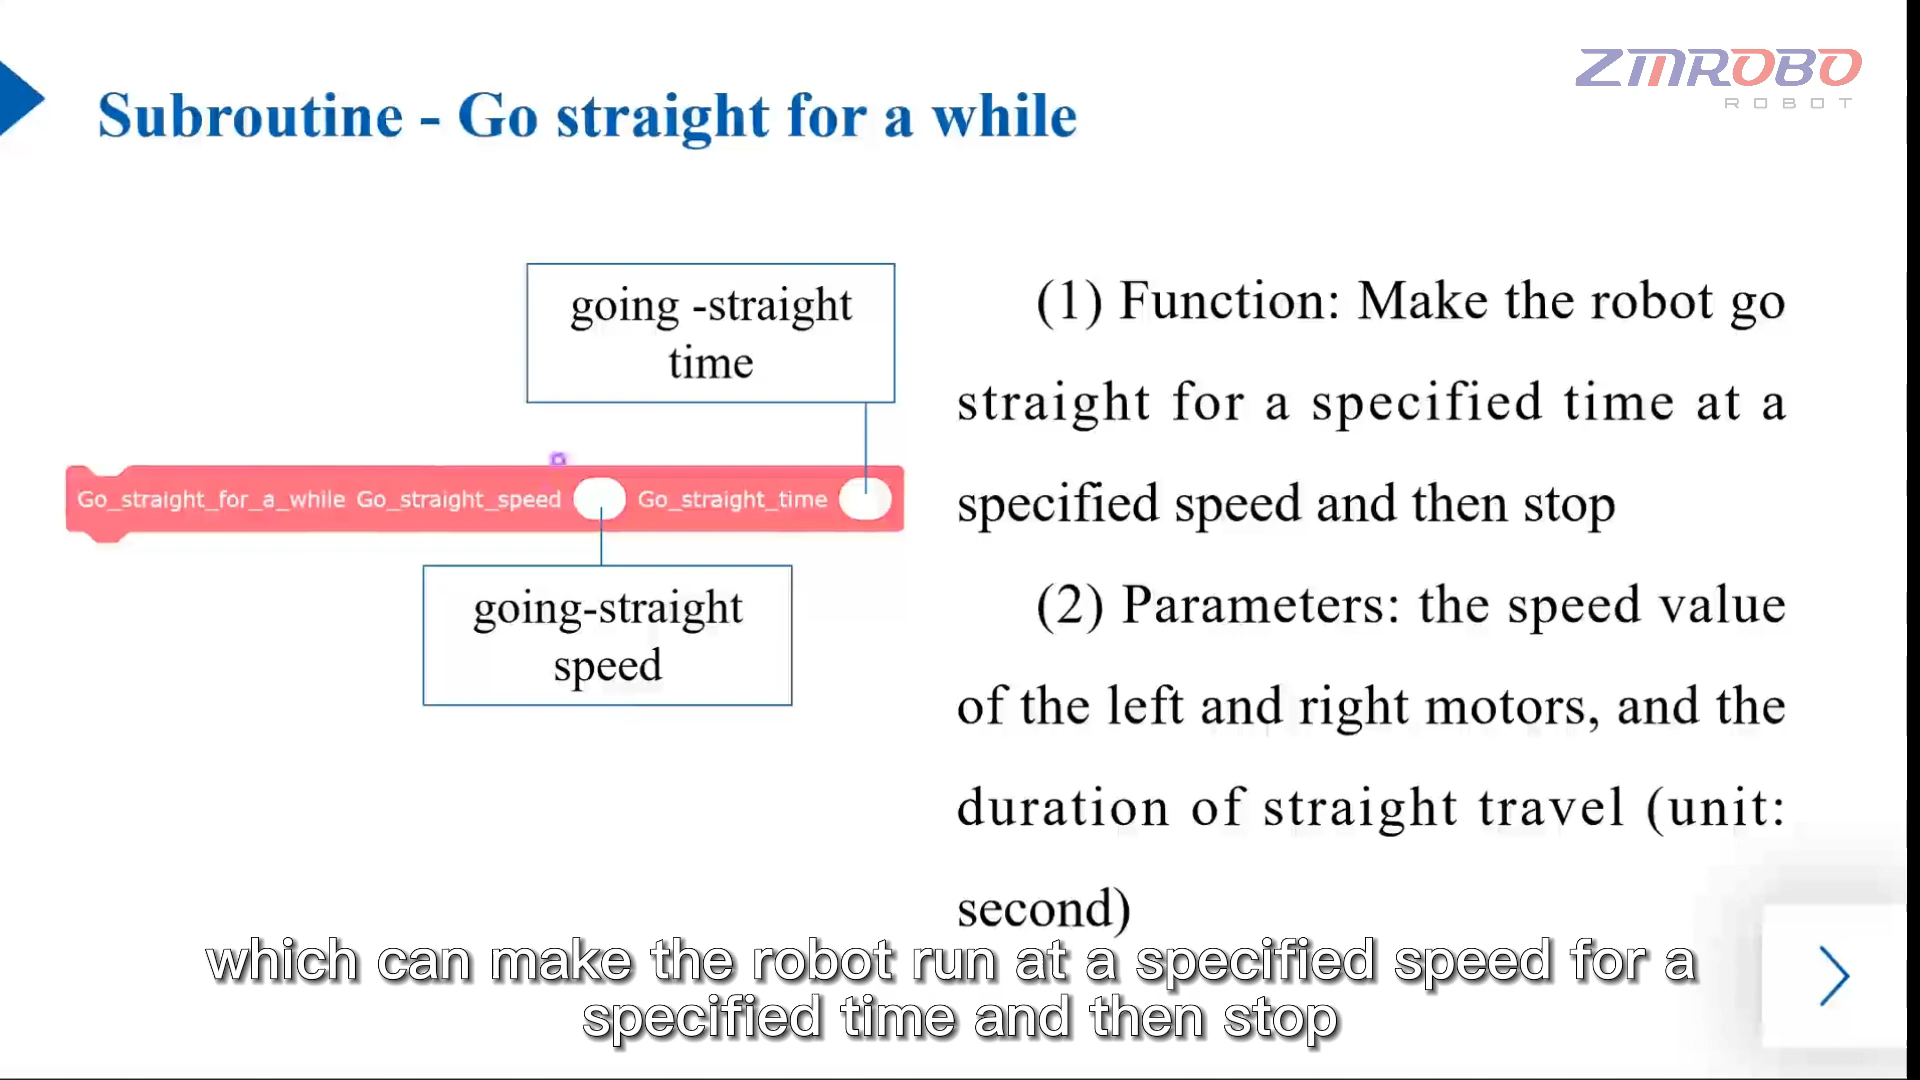 ZMROBO
ROBOT
Subroutine - Go straight for a while
going -straight
time
Go_straight_for_a_while Go_straight_speed Go_straight_time
going-straight
speed
(1) Function: Make the robot go
straight for a specified time at a
specified speed and then stop
(2) Parameters: the speed value
of the left and right motors, and the
duration of straight travel (unit:
second)
which can make the robot run at a specified speed for a
specified time and then stop